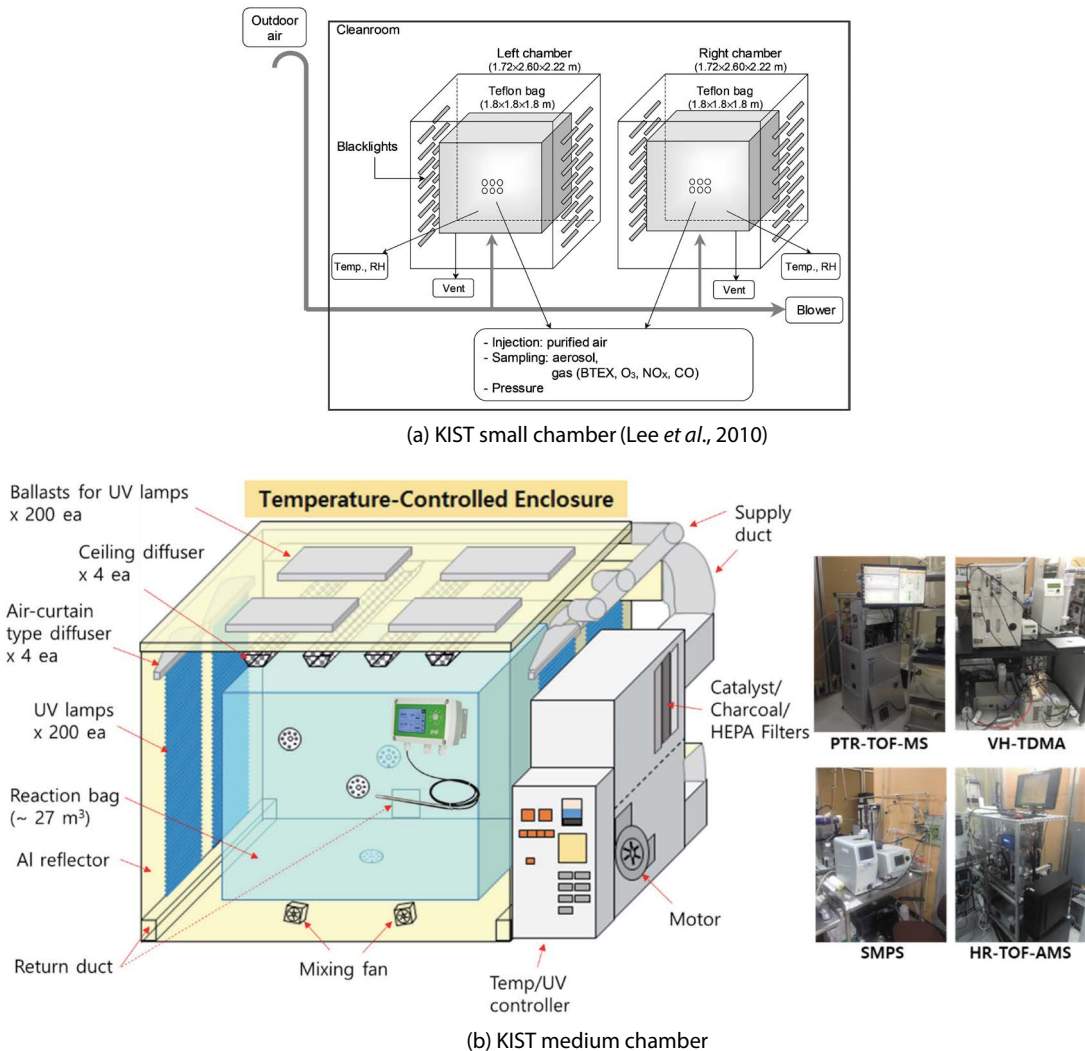 Outdoor
air
Cleanroom
Left chamber
(1.72×2.60×2.22 m)
Teflon bag
(1.8×1.8×1.8 m)
Right chamber
(1.72×2.60×2.22 m)
Teflon bag
(1.8×1.8×1.8 m)
Blacklights
Temp., RH
Vent
Vent
Temp., RH
Blower
- Injection: purified air
- Sampling: aerosol,
gas (BTEX, O₃, NOₓ, CO)
- Pressure
(a) KIST small chamber (Lee et al., 2010)
Temperature-Controlled Enclosure
Ballasts for UV lamps
x 200 ea
Ceiling diffuser
x 4 ea
Air-curtain
type diffuser
x 4 ea
UV lamps
x 200 ea
Reaction bag
(~ 27 m³)
Al reflector
Return duct
Mixing fan
Temp/UV
controller
Motor
Catalyst/
Charcoal/
HEPA Filters
Supply
duct
PTR-TOF-MS
VH-TDMA
SMPS
HR-TOF-AMS
(b) KIST medium chamber